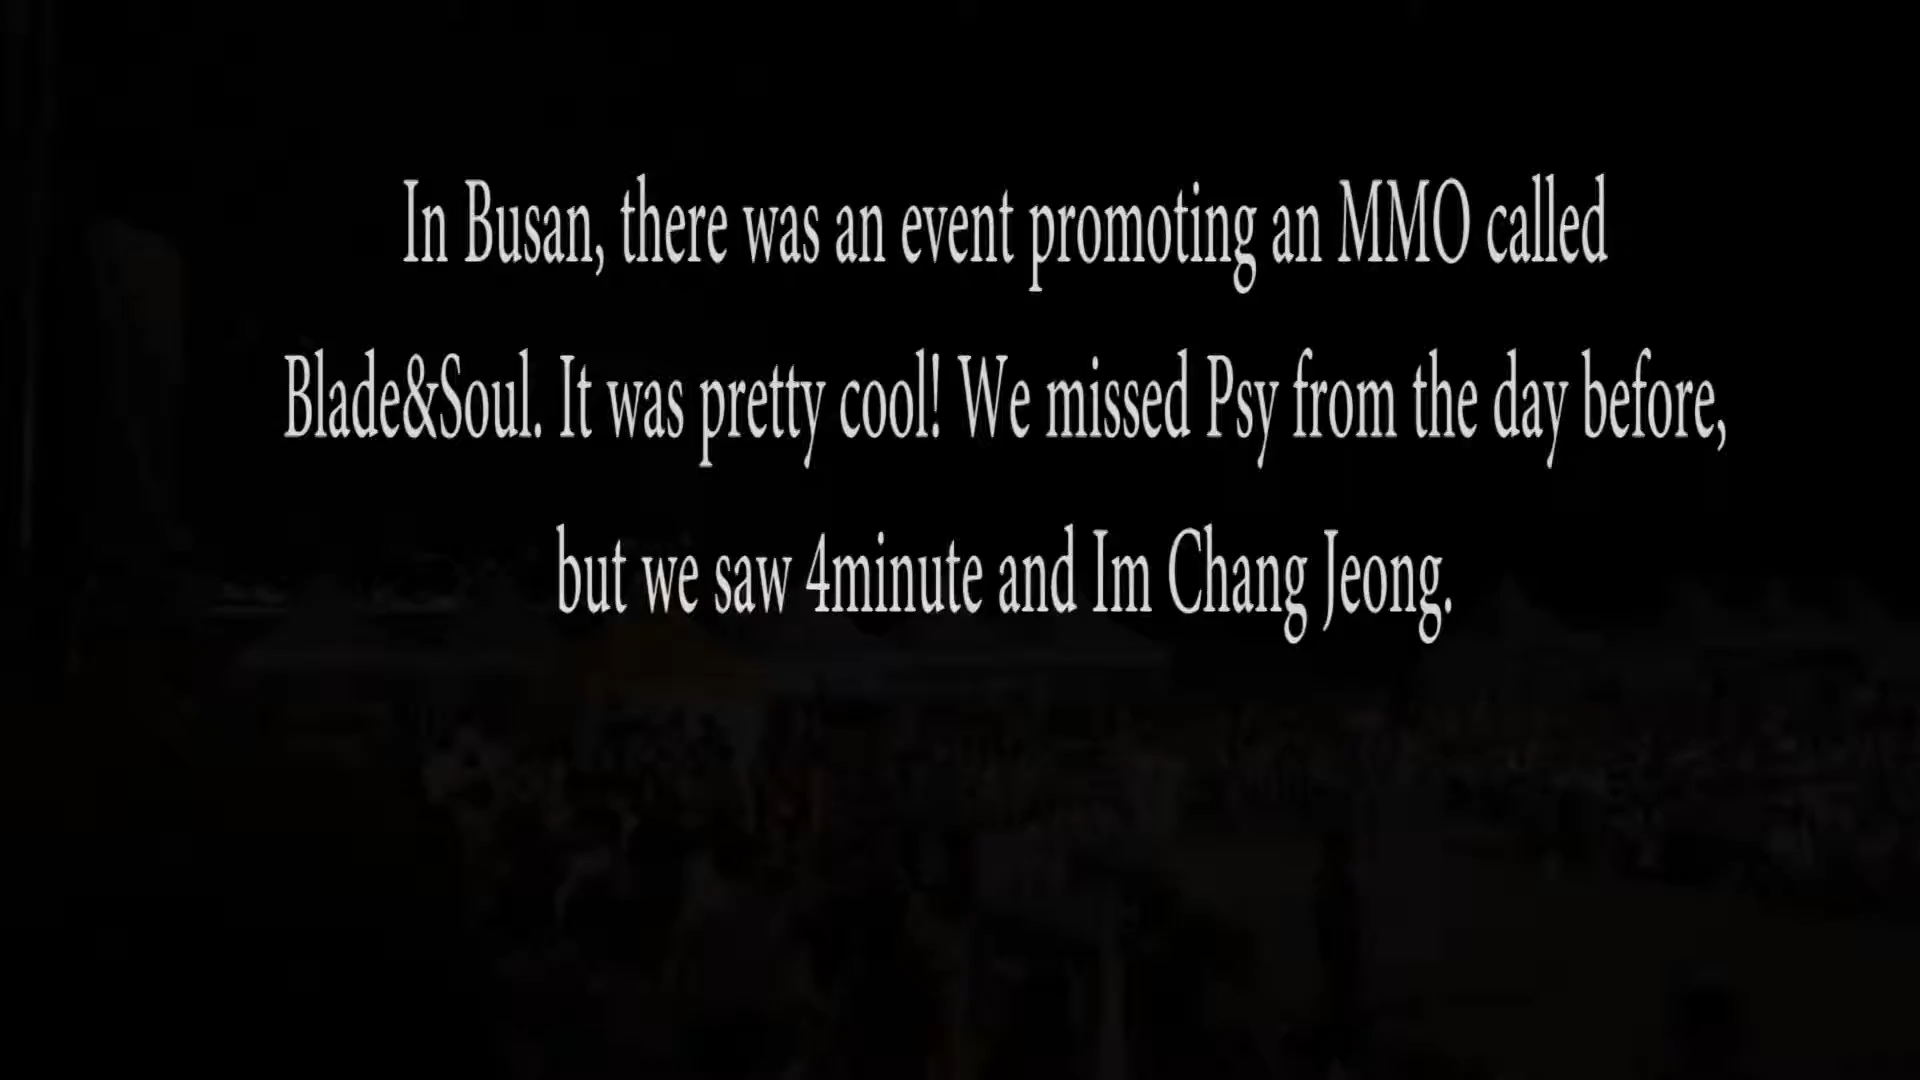 In Busan, there was an event promoting an MMO called
Blade&Soul. It was pretty cool! We missed Psy from the day before,
but we saw 4minute and Im Chang Jeong.